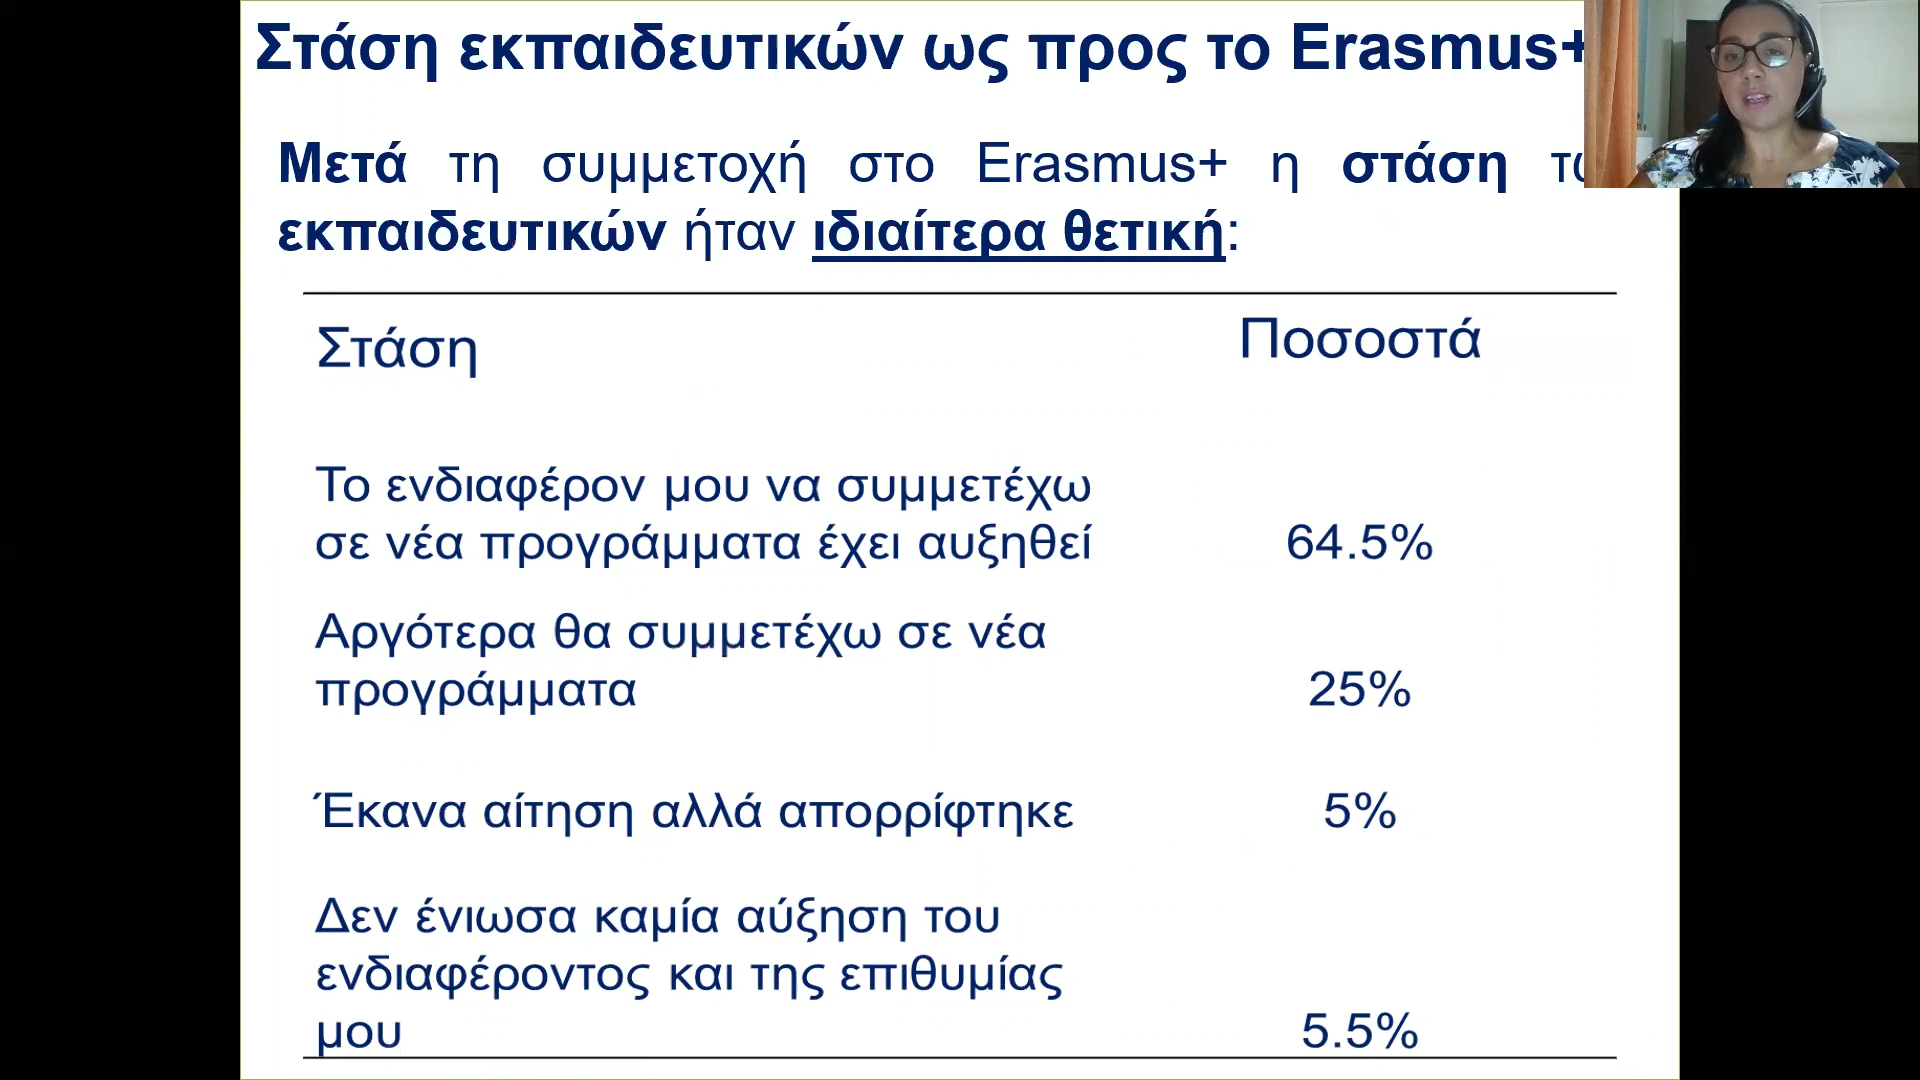 Στάση εκπαιδευτικών ως προς το Erasmus+
Μετά τη συμμετοχή στο Erasmus+ η στάση
εκπαιδευτικών ήταν ιδιαίτερα θετική:
Στάση Ποσοστά
Το ενδιαφέρον μου να συμμετέχω
σε νέα προγράμματα έχει αυξηθεί 64.5%
Αργότερα θα συμμετέχω σε νέα
προγράμματα 25%
Έκανα αίτηση αλλά απορρίφτηκε 5%
Δεν ένιωσα καμία αύξηση του
ενδιαφέροντος και της επιθυμίας
μου 5.5%